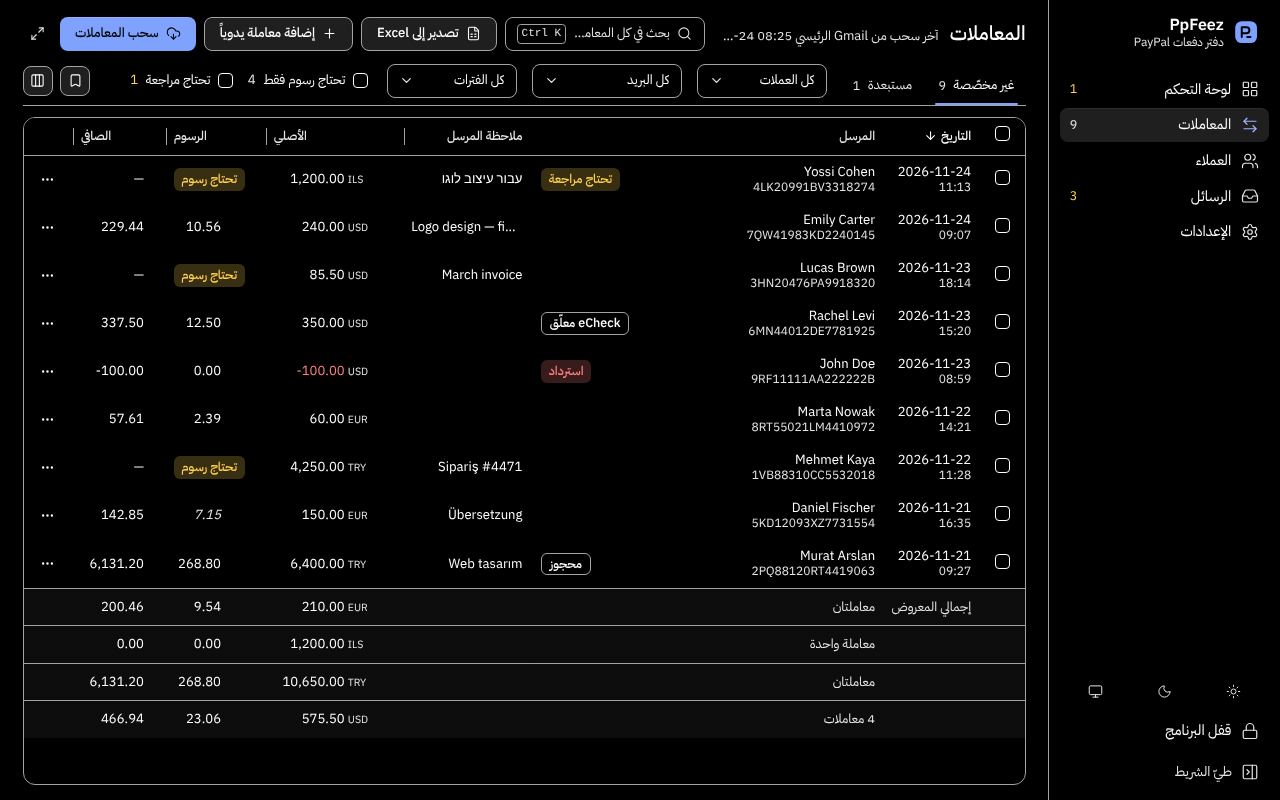 PpFeez
دفتر دفعات PayPal
لوحة التحكم 1
المعاملات 9
العملاء
الرسائل 3
الإعدادات
قفل البرنامج
طيّ الشريط
المعاملات
آخر سحب من Gmail الرئيسي 08:25 24-...
بحث في كل المعامـ... Ctrl K
تصدير إلى Excel
إضافة معاملة يدوياً
سحب المعاملات
غير مخصّصة 9
مستبعدة 1
كل العملات
كل البريد
كل الفترات
تحتاج رسوم فقط 4
تحتاج مراجعة 1
التاريخ ↓ المرسل ملاحظة المرسل الأصلي الرسوم الصافي
2026-11-24 Yossi Cohen تحتاج مراجعة עבור עיצוב לוגו 1,200.00 ILS تحتاج رسوم —
11:13 4LK20991BV3318274
2026-11-24 Emily Carter Logo design — fi... 240.00 USD 10.56 229.44
09:07 7QW41983KD2240145
2026-11-23 Lucas Brown March invoice 85.50 USD تحتاج رسوم —
18:14 3HN20476PA9918320
2026-11-23 Rachel Levi eCheck معلّق 350.00 USD 12.50 337.50
15:20 6MN44012DE7781925
2026-11-23 John Doe استرداد -100.00 USD 0.00 -100.00
08:59 9RF11111AA222222B
2026-11-22 Marta Nowak 60.00 EUR 2.39 57.61
14:21 8RT55021LM4410972
2026-11-22 Mehmet Kaya Sipariş #4471 4,250.00 TRY تحتاج رسوم —
11:28 1VB88310CC5532018
2026-11-21 Daniel Fischer Übersetzung 150.00 EUR 7.15 142.85
16:35 5KD12093XZ7731554
2026-11-21 Murat Arslan محجوز Web tasarım 6,400.00 TRY 268.80 6,131.20
09:27 2PQ88120RT4419063
إجمالي المعروض معاملتان 210.00 EUR 9.54 200.46
معاملة واحدة 1,200.00 ILS 0.00 0.00
معاملتان 10,650.00 TRY 268.80 6,131.20
4 معاملات 575.50 USD 23.06 466.94